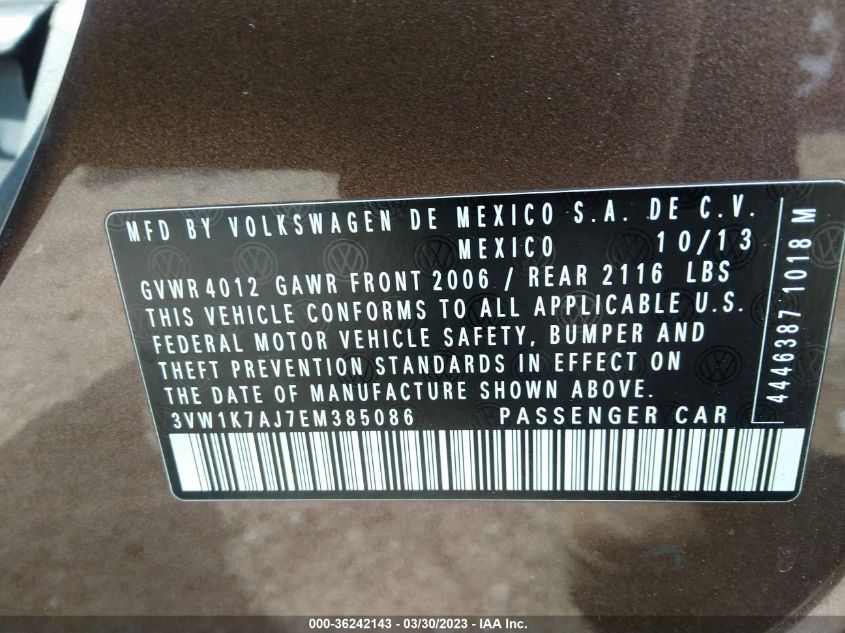 MFD BY VOLKSWAGEN DE MEXICO S.A. DE C.V.
MEXICO 10/13
GVWR 4012 GAWR FRONT 2006 / REAR 2116 LBS
THIS VEHICLE CONFORMS TO ALL APPLICABLE U.S.
FEDERAL MOTOR VEHICLE SAFETY, BUMPER AND
THEFT PREVENTION STANDARDS IN EFFECT ON
THE DATE OF MANUFACTURE SHOWN ABOVE.
3VW1K7AJ7EM385086 PASSENGER CAR
4446387 1018 M
000-36242143 - 03/30/2023 - IAA Inc.